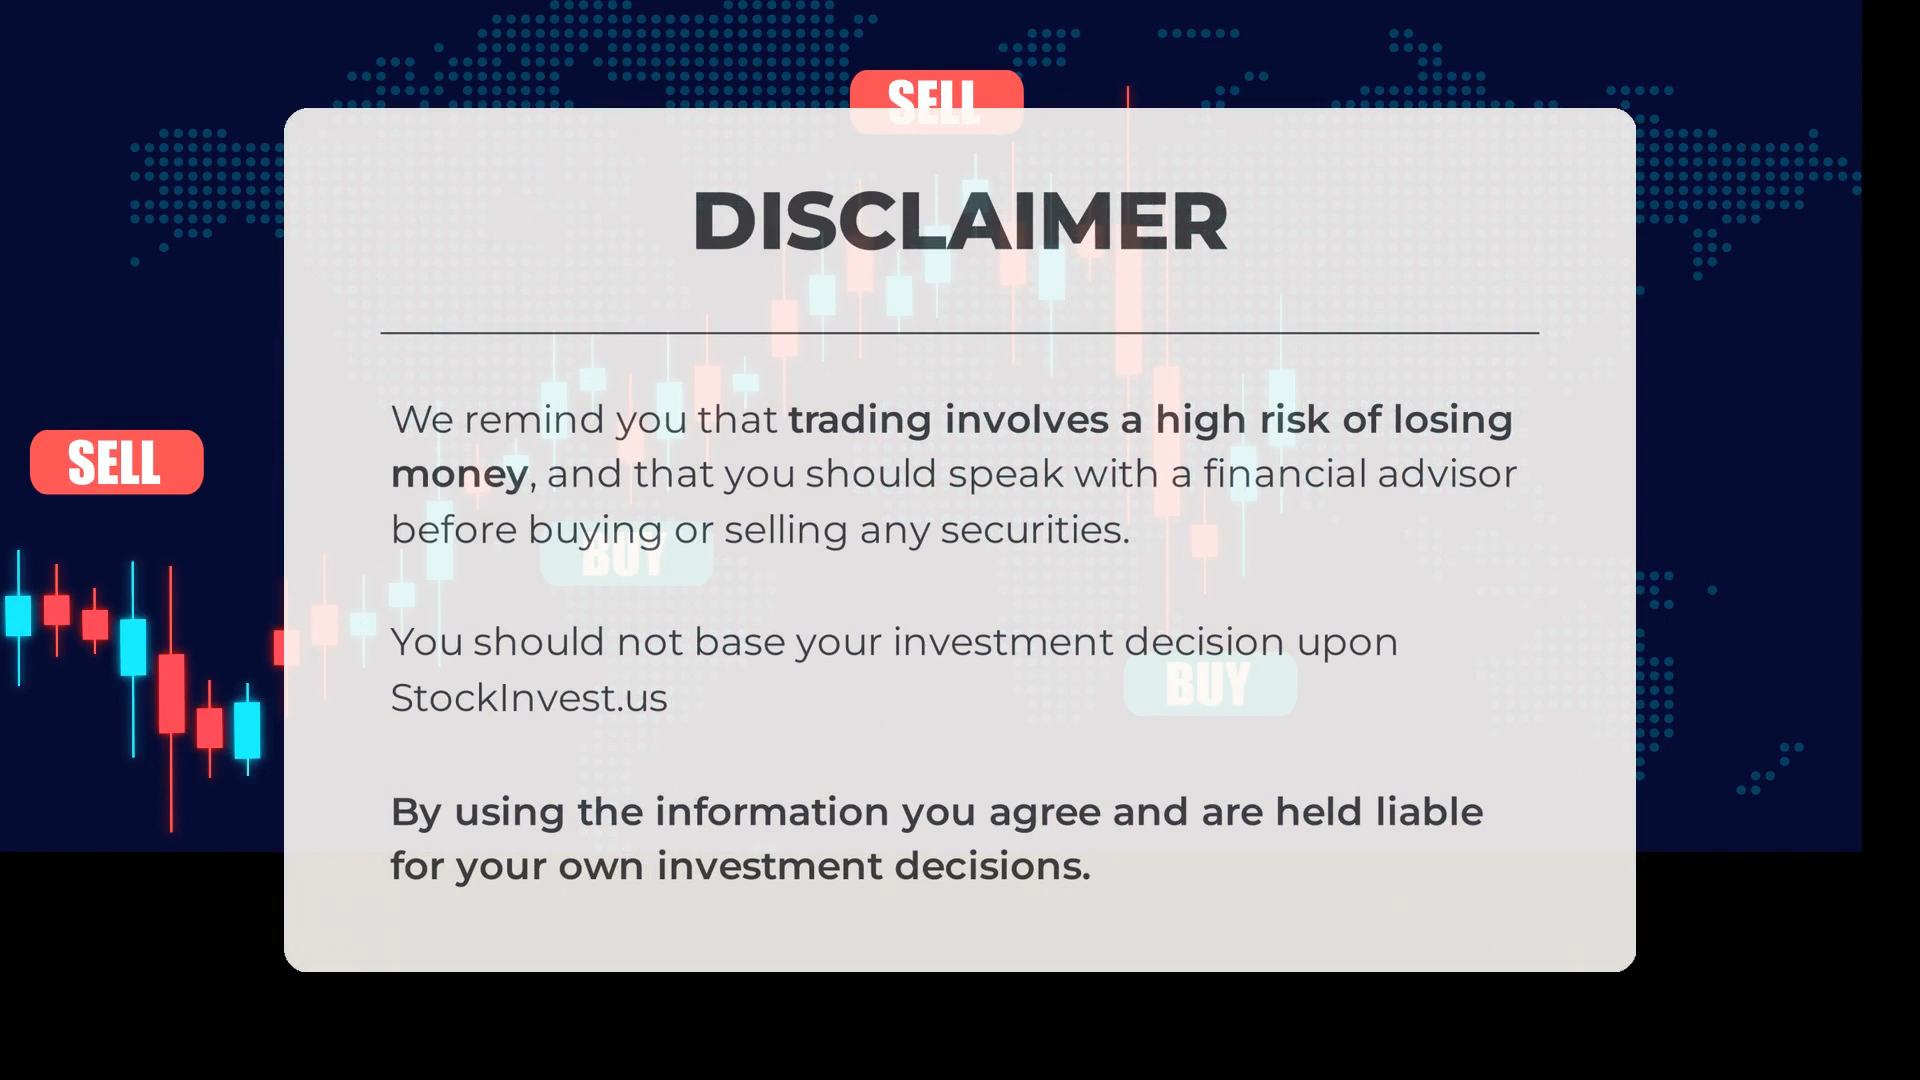 SELL
DISCLAIMER
We remind you that trading involves a high risk of losing
money, and that you should speak with a financial advisor
before buying or selling any securities.
SELL
BUY
You should not base your investment decision upon
StockInvest.us
BUY
By using the information you agree and are held liable
for your own investment decisions.